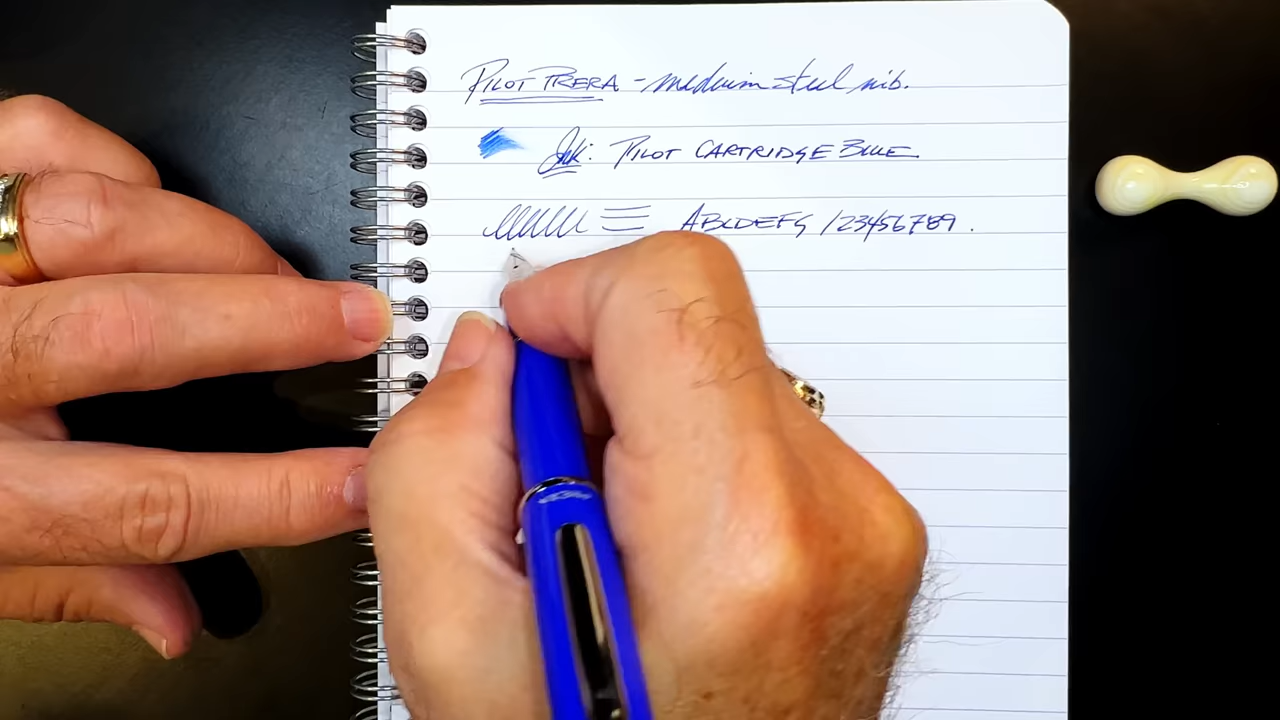 PILOT PRERA - medium steel nib.
Ink: PILOT CARTRIDGE BLUE
ABCDEFG 123456789.